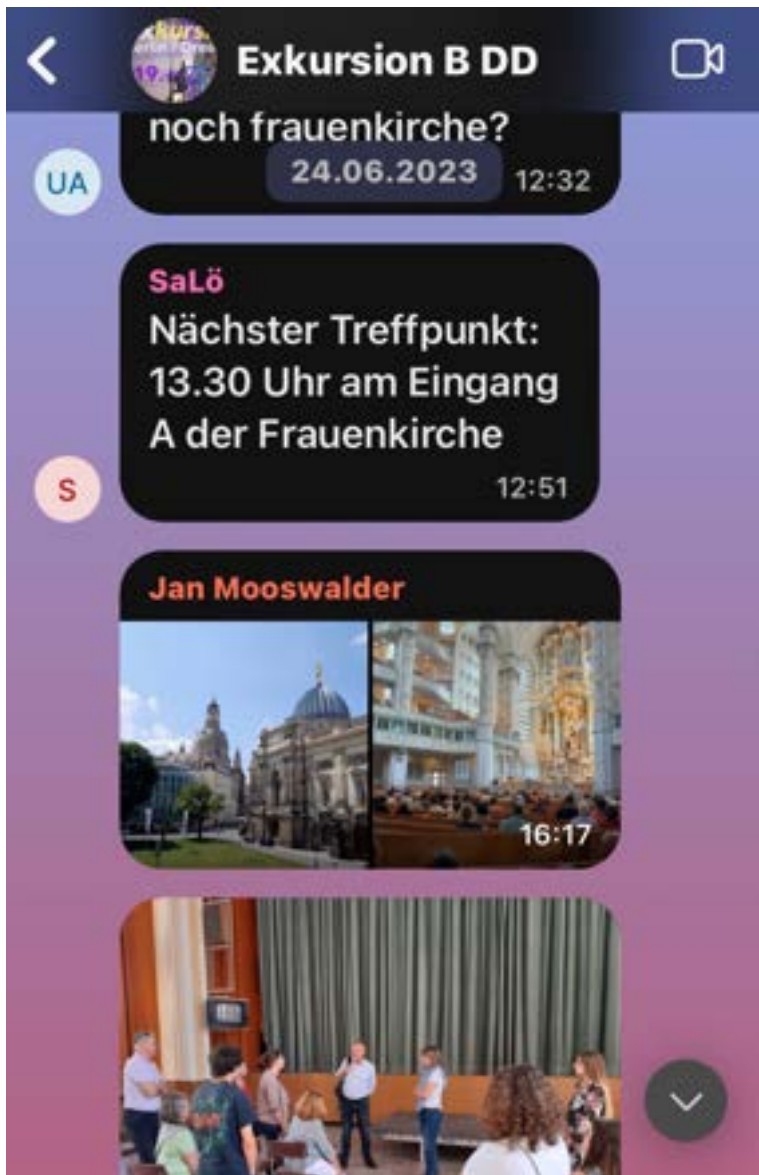 Exkursion B DD
noch frauenkirche?
24.06.2023
12:32
UA
SaLö
Nächster Treffpunkt:
13.30 Uhr am Eingang
A der Frauenkirche
12:51
S
Jan Mooswalder
16:17